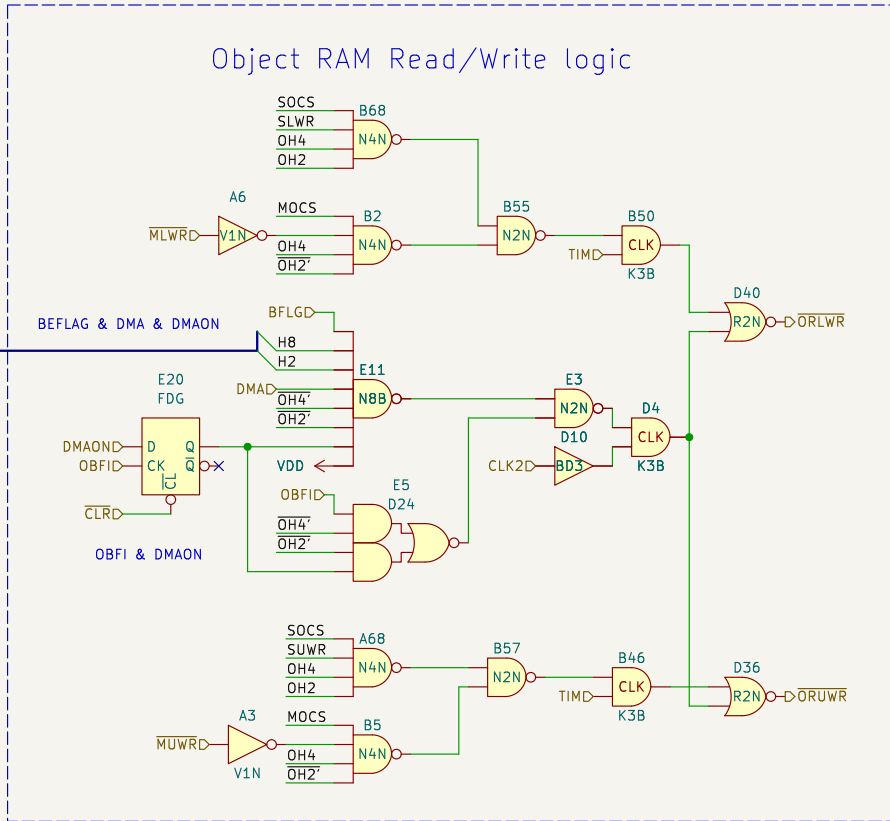 Object RAM Read/Write logic
SOCS
B68
SLWR
N4N
OH4
OH2
A6
MOCS
B2
B55
B50
MLWR
V1N
N4N
N2N
CLK
OH4
TIM
OH2'
K3B
D40
BFLG
BEFLAG & DMA & DMAON
R2N
ORLWR
H8
H2
E11
E20
E3
FDG
DMA
N8B
OH4'
N2N
D4
OH2'
D10
CLK
DMAON
D
Q
OBFI
CK
Q
VDD
CLK2
BD3
K3B
CL
E5
OBFI
D24
CLR
OH4'
OH2'
OBFI & DMAON
SOCS
A68
SUWR
B57
B46
N4N
D36
OH4
N2N
CLK
OH2
TIM
R2N
ORUWR
A3
MOCS
B5
K3B
MUWR
N4N
OH4
V1N
OH2'